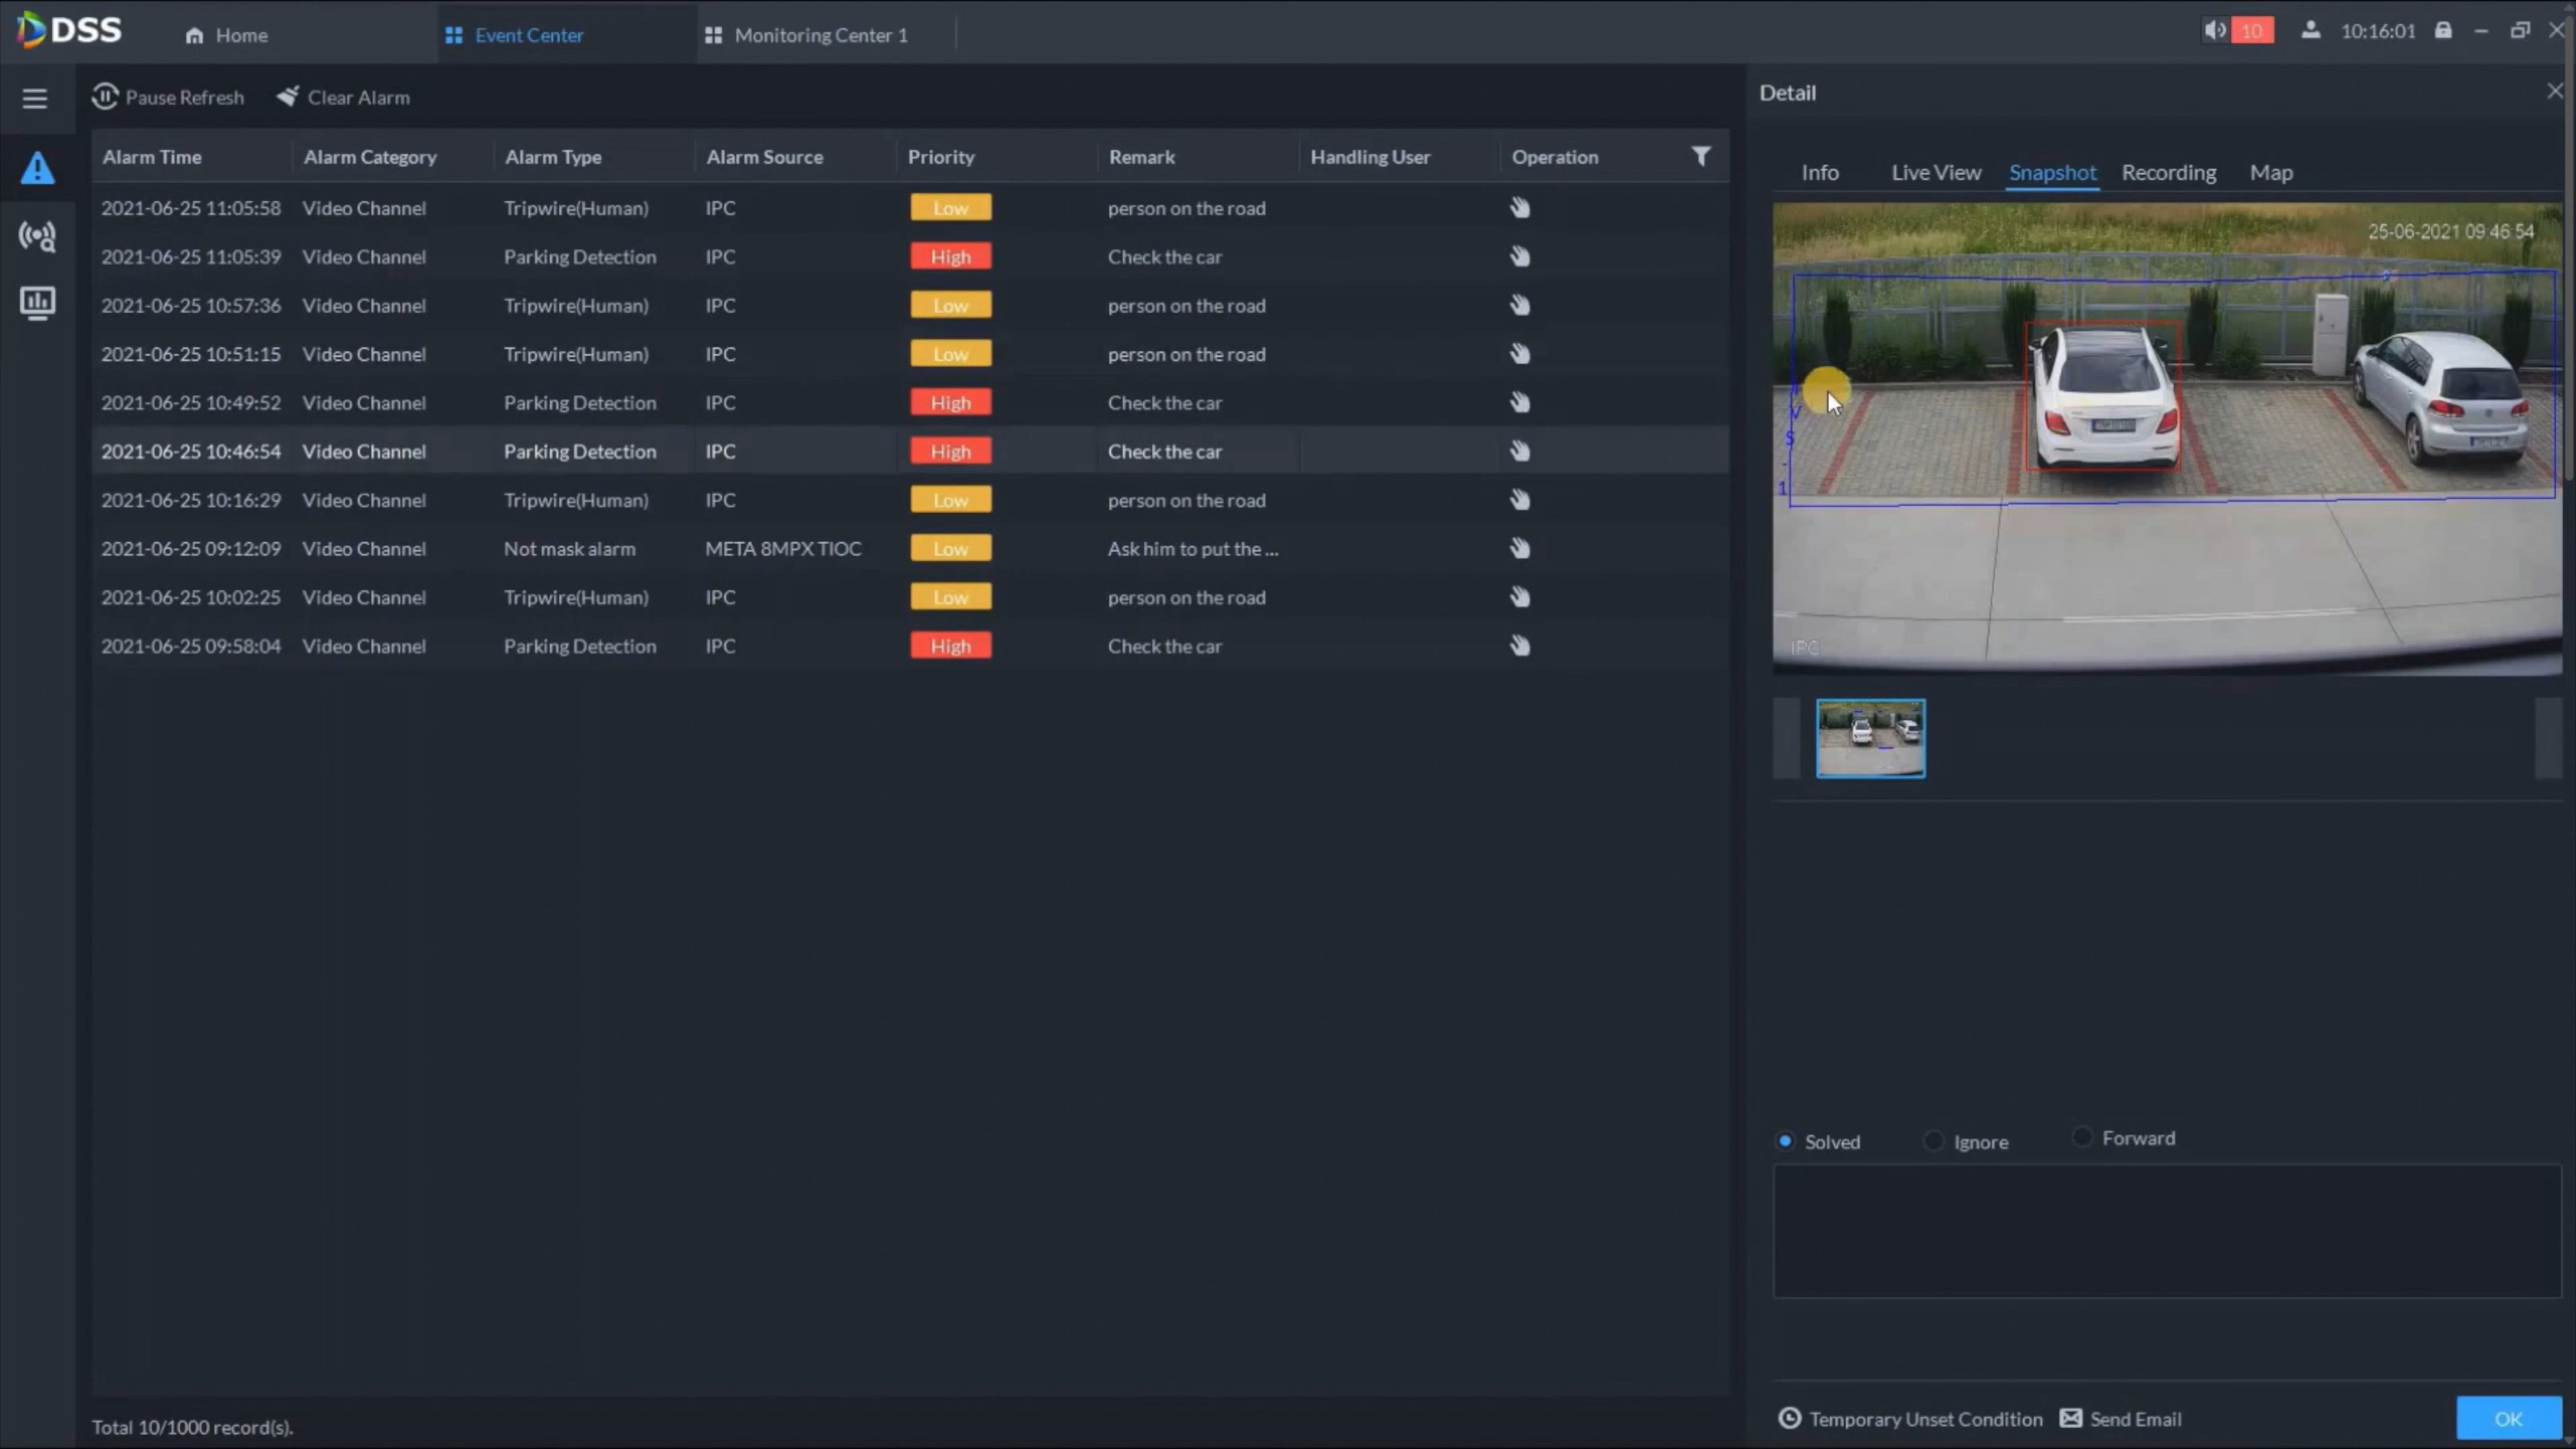 DSS Home Event Center Monitoring Center 1 10 10:16:01
Pause Refresh Clear Alarm
Alarm Time Alarm Category Alarm Type Alarm Source Priority Remark Handling User Operation
2021-06-25 11:05:58 Video Channel Tripwire(Human) IPC Low person on the road
2021-06-25 11:05:39 Video Channel Parking Detection IPC High Check the car
2021-06-25 10:57:36 Video Channel Tripwire(Human) IPC Low person on the road
2021-06-25 10:51:15 Video Channel Tripwire(Human) IPC Low person on the road
2021-06-25 10:49:52 Video Channel Parking Detection IPC High Check the car
2021-06-25 10:46:54 Video Channel Parking Detection IPC High Check the car
2021-06-25 10:16:29 Video Channel Tripwire(Human) IPC Low person on the road
2021-06-25 09:12:09 Video Channel Not mask alarm META 8MPX TIOC Low Ask him to put the ...
2021-06-25 10:02:25 Video Channel Tripwire(Human) IPC Low person on the road
2021-06-25 09:58:04 Video Channel Parking Detection IPC High Check the car
Total 10/1000 record(s).
Detail
Info Live View Snapshot Recording Map
25-06-2021 09:46:54
V
S
-
1
IPC
Solved Ignore Forward
Temporary Unset Condition Send Email OK